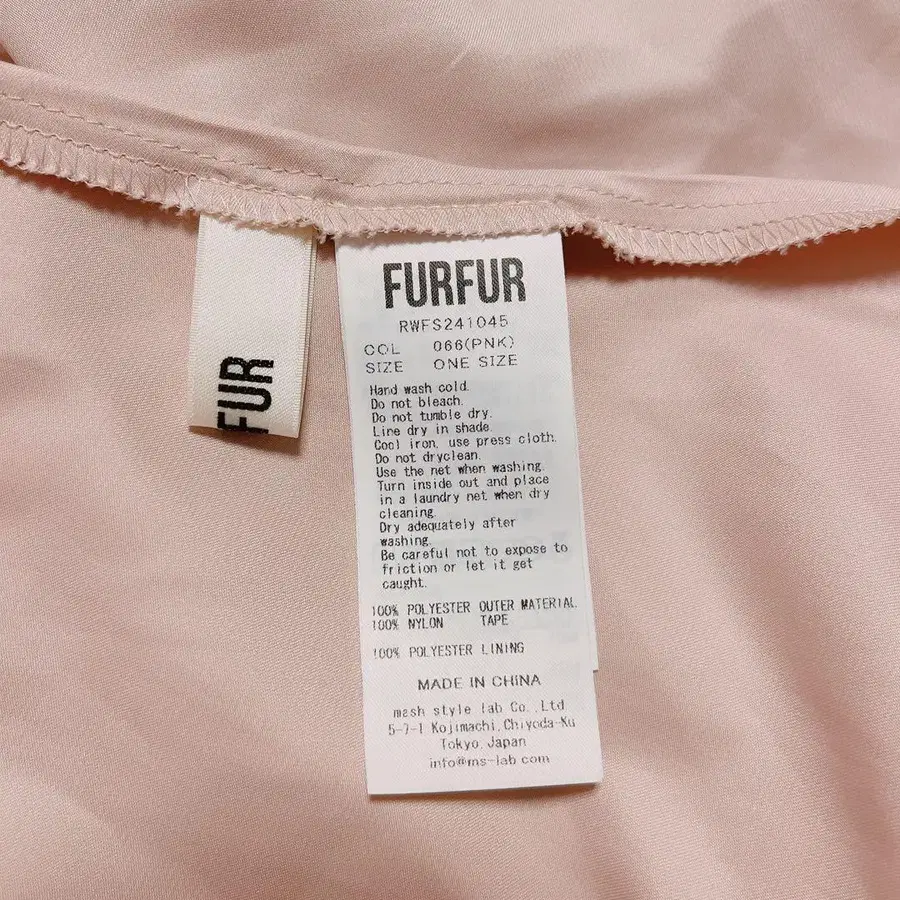 FUR
FURFUR
RWFS241045
COL 066(PNK)
SIZE ONE SIZE
Hand wash cold.
Do not bleach.
Do not tumble dry.
Line dry in shade.
Cool iron, use press cloth.
Do not dryclean.
Use the net when washing.
Turn inside out and place
in a laundry net when dry
cleaning.
Dry adequately after
washing.
Be careful not to expose to
friction or let it get
caught.
100% POLYESTER OUTER MATERIAL
100% NYLON TAPE
100% POLYESTER LINING
MADE IN CHINA
mash style lab Co.,Ltd
5-7-1 Kojimachi,Chiyoda-Ku
Tokyo,Japan
info@ms-lab com